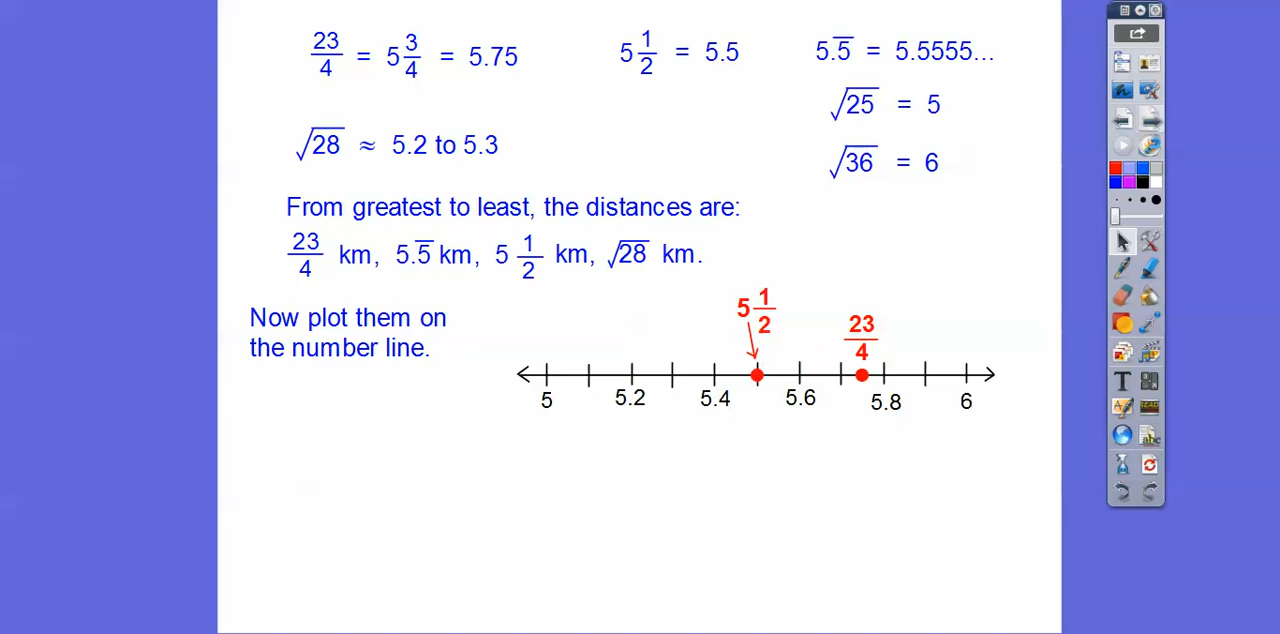 23/4 = 5 3/4 = 5.75
5 1/2 = 5.5
5.5̅ = 5.5555...
√25 = 5
√28 ≈ 5.2 to 5.3
√36 = 6
From greatest to least, the distances are:
23/4 km, 5.5̅ km, 5 1/2 km, √28 km.
Now plot them on
the number line.
5 1/2
23/4
5 5.2 5.4 5.6 5.8 6